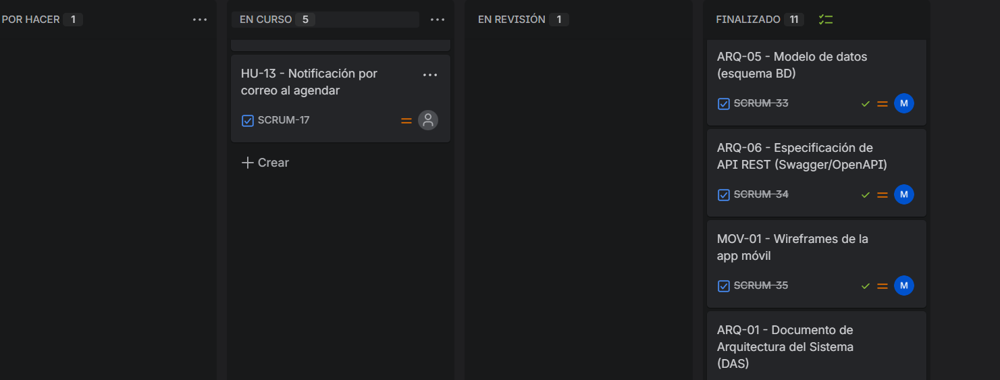 POR HACER 1
EN CURSO 5
HU-13 - Notificación por
correo al agendar
SCRUM-17
Crear
EN REVISIÓN 1
FINALIZADO 11
ARQ-05 - Modelo de datos
(esquema BD)
SCRUM-33
M
ARQ-06 - Especificación de
API REST (Swagger/OpenAPI)
SCRUM-34
M
MOV-01 - Wireframes de la
app móvil
SCRUM-35
M
ARQ-01 - Documento de
Arquitectura del Sistema
(DAS)